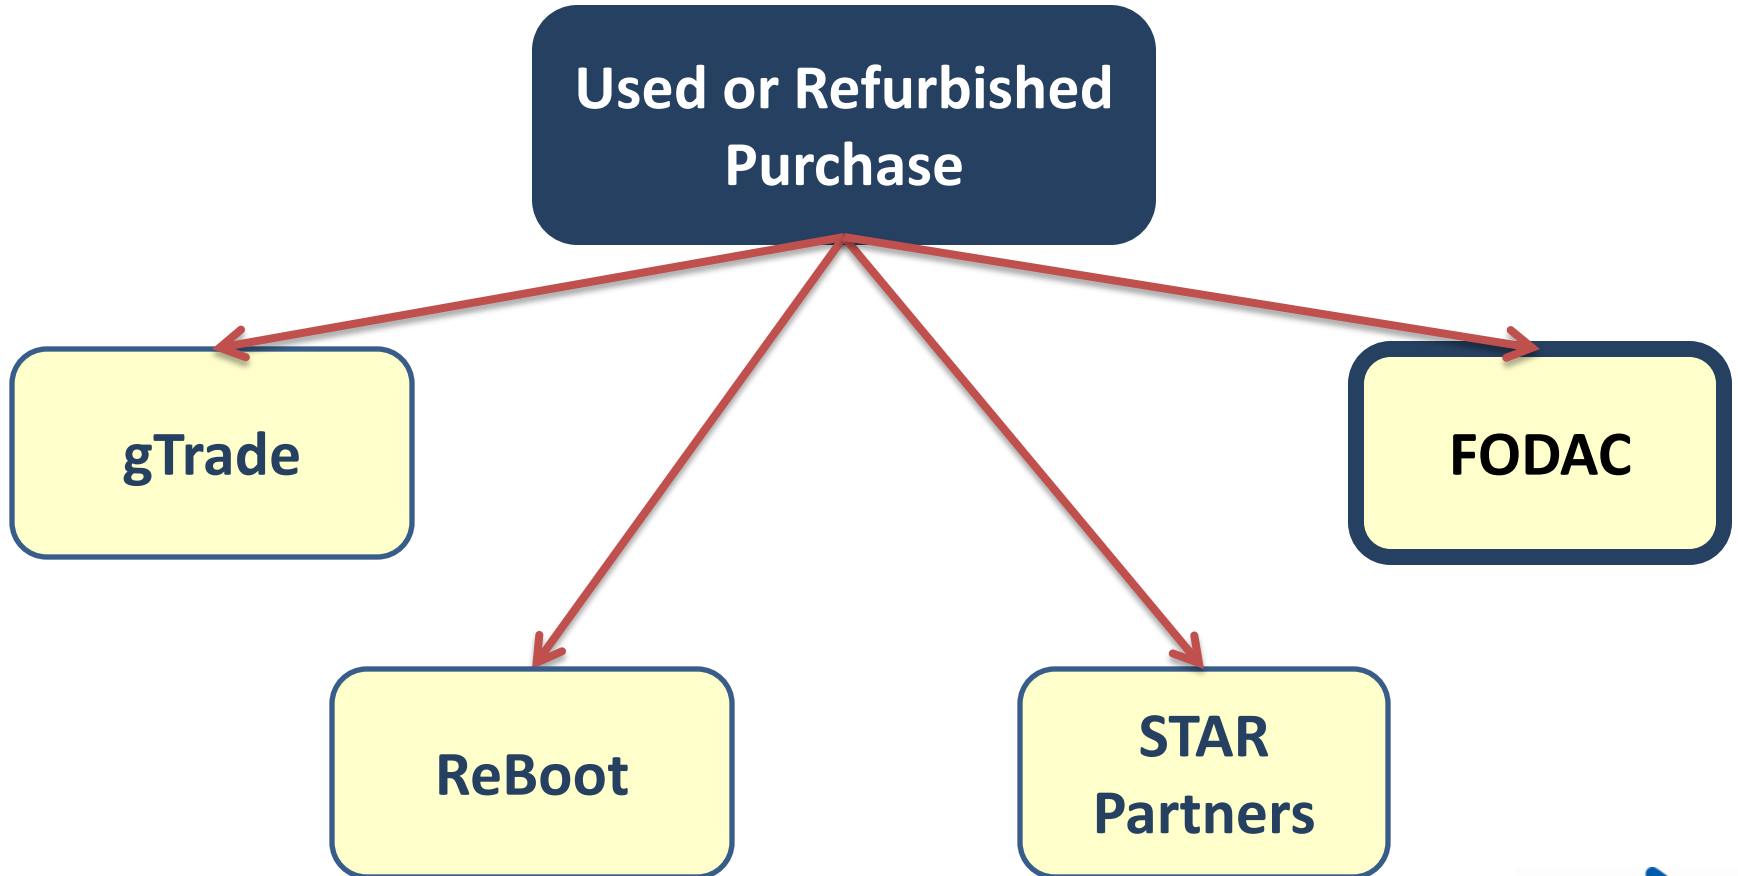 Used or Refurbished
Purchase
gTrade
FODAC
ReBoot
STAR
Partners